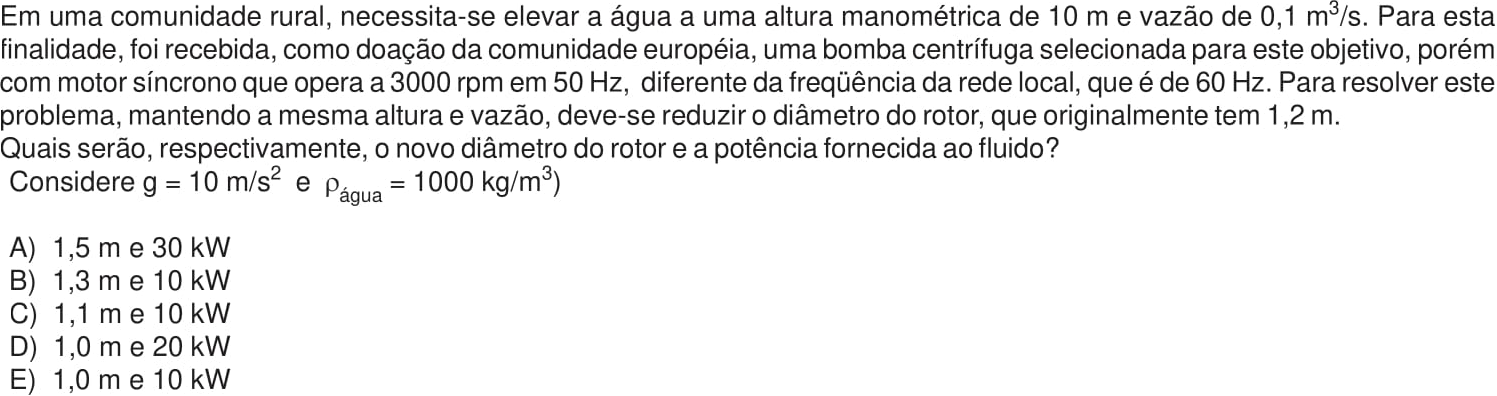 Em uma comunidade rural, necessita-se elevar a água a uma altura manométrica de 10 m e vazão de 0,1 m³/s. Para esta
finalidade, foi recebida, como doação da comunidade européia, uma bomba centrífuga selecionada para este objetivo, porém
com motor síncrono que opera a 3000 rpm em 50 Hz, diferente da freqüência da rede local, que é de 60 Hz. Para resolver este
problema, mantendo a mesma altura e vazão, deve-se reduzir o diâmetro do rotor, que originalmente tem 1,2 m.
Quais serão, respectivamente, o novo diâmetro do rotor e a potência fornecida ao fluido?
Considere g = 10 m/s² e ρágua = 1000 kg/m³)
A) 1,5 m e 30 kW
B) 1,3 m e 10 kW
C) 1,1 m e 10 kW
D) 1,0 m e 20 kW
E) 1,0 m e 10 kW